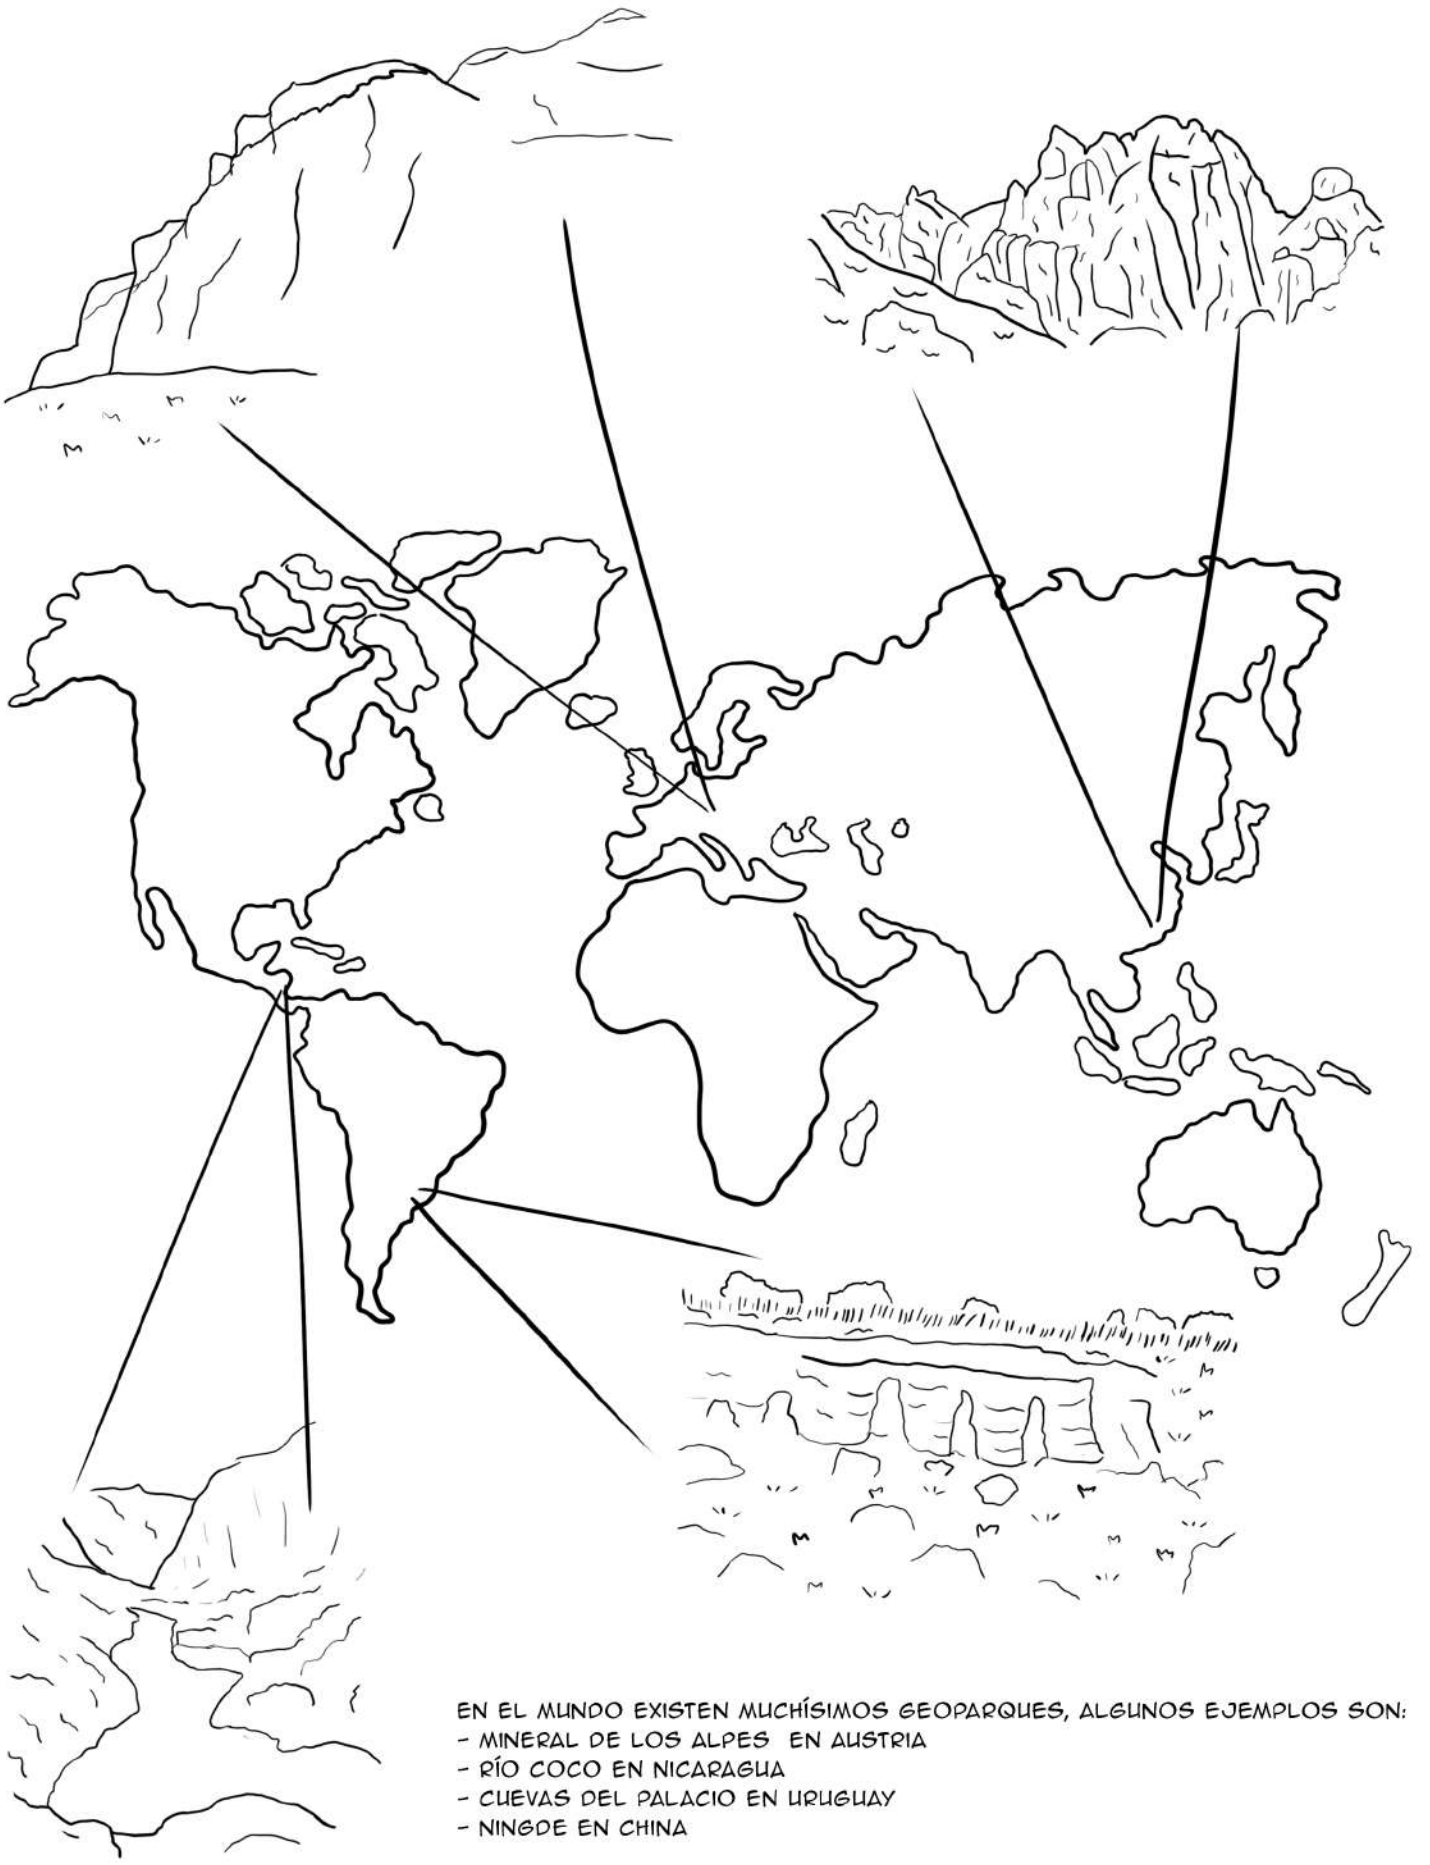 EN EL MUNDO EXISTEN MUCHÍSIMOS GEOPARQUES, ALGUNOS EJEMPLOS SON:
- MINERAL DE LOS ALPES EN AUSTRIA
- RÍO COCO EN NICARAGUA
- CUEVAS DEL PALACIO EN URUGUAY
- NINGDE EN CHINA